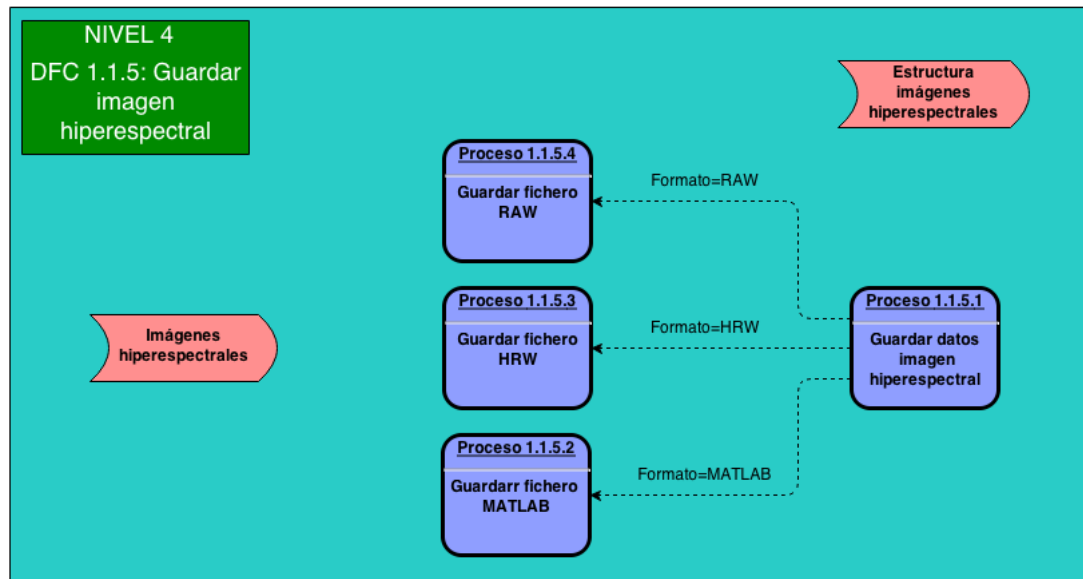 NIVEL 4
DFC 1.1.5: Guardar
imagen
hiperespectral
Estructura
imágenes
hiperespectrales
Proceso 1.1.5.4
Guardar fichero
RAW
Formato=RAW
Imágenes
hiperespectrales
Proceso 1.1.5.3
Guardar fichero
HRW
Formato=HRW
Proceso 1.1.5.1
Guardar datos
imagen
hiperespectral
Proceso 1.1.5.2
Guardarr fichero
MATLAB
Formato=MATLAB